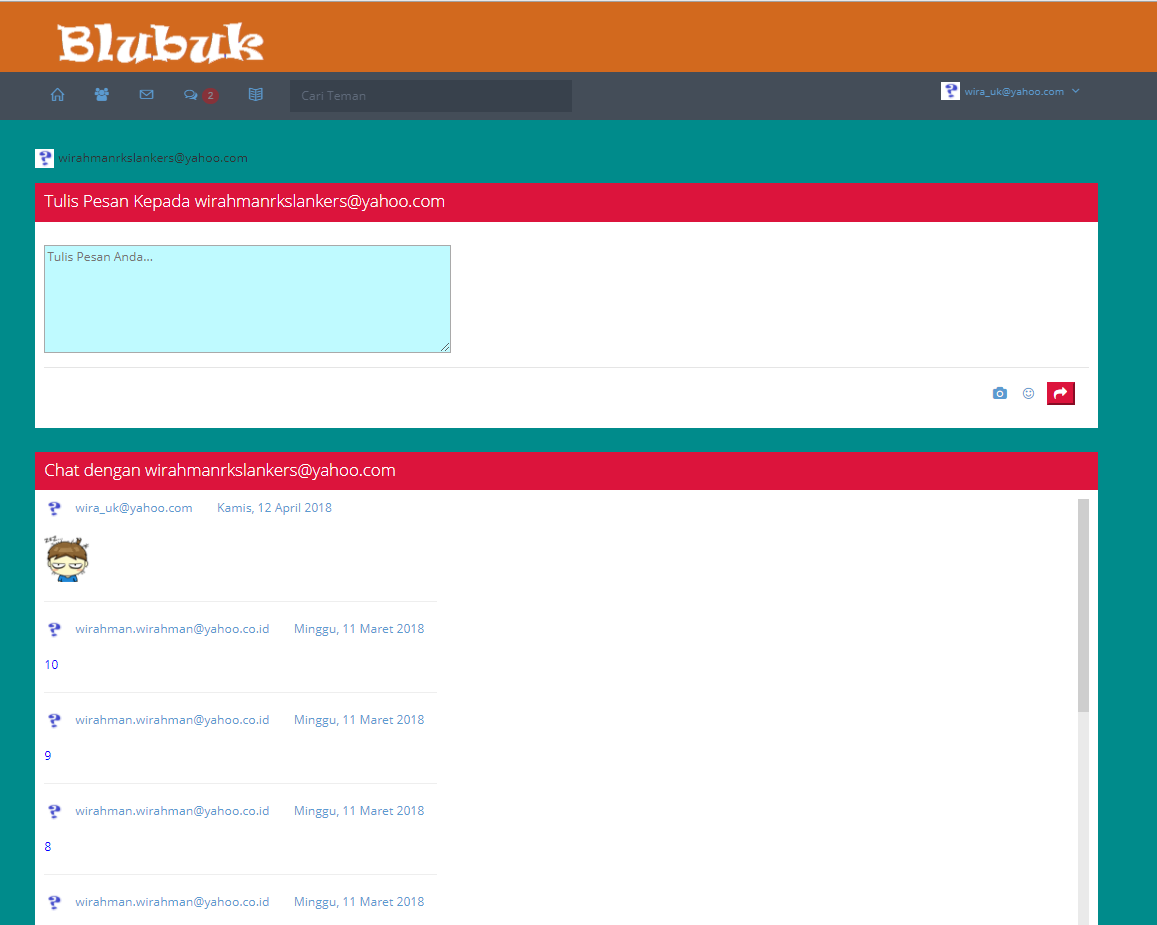 Blubuk
2
Cari Teman
wira_uk@yahoo.com
wirahmanrkslankers@yahoo.com
Tulis Pesan Kepada wirahmanrkslankers@yahoo.com
Tulis Pesan Anda...
Chat dengan wirahmanrkslankers@yahoo.com
wira_uk@yahoo.com Kamis, 12 April 2018
zzz...
wirahman.wirahman@yahoo.co.id Minggu, 11 Maret 2018
10
wirahman.wirahman@yahoo.co.id Minggu, 11 Maret 2018
9
wirahman.wirahman@yahoo.co.id Minggu, 11 Maret 2018
8
wirahman.wirahman@yahoo.co.id Minggu, 11 Maret 2018